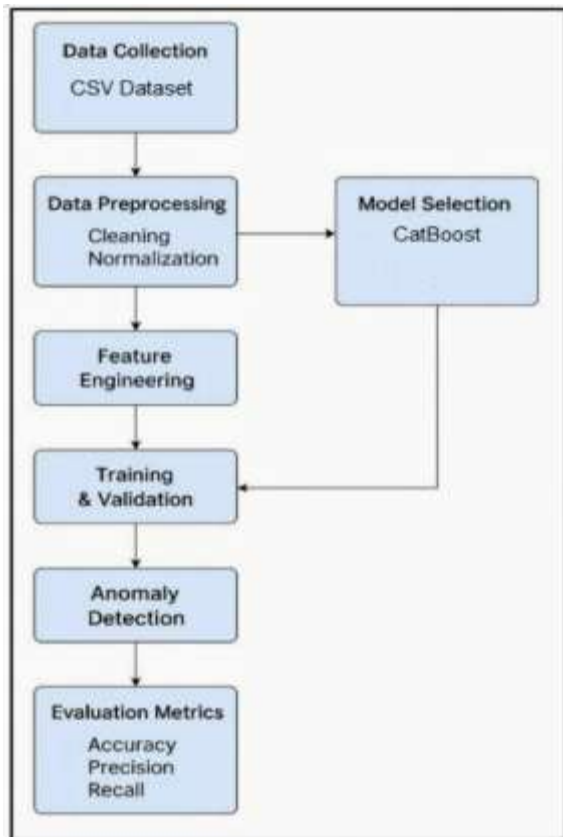 Data Collection
CSV Dataset
Data Preprocessing
Cleaning
Normalization
Model Selection
CatBoost
Feature
Engineering
Training
& Validation
Anomaly
Detection
Evaluation Metrics
Accuracy
Precision
Recall